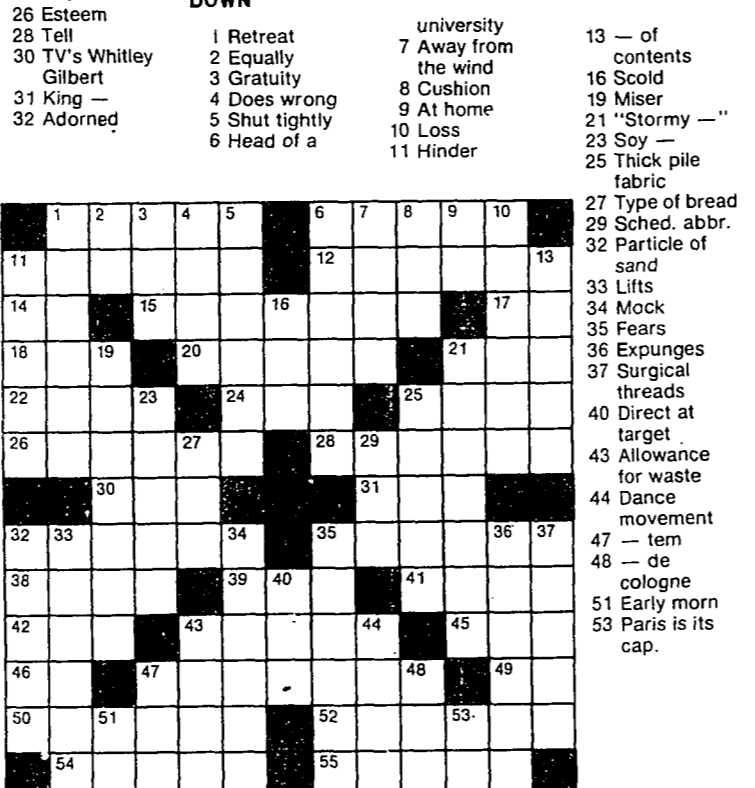 DOWN
26 Esteem
28 Tell
30 TV's Whitley
Gilbert
31 King —
32 Adorned
1 Retreat
2 Equally
3 Gratuity
4 Does wrong
5 Shut tightly
6 Head of a
university
7 Away from
the wind
8 Cushion
9 At home
10 Loss
11 Hinder
13 — of
contents
16 Scold
19 Miser
21 "Stormy —"
23 Soy —
25 Thick pile
fabric
27 Type of bread
29 Sched. abbr.
32 Particle of
sand
33 Lifts
34 Mock
35 Fears
36 Expunges
37 Surgical
threads
40 Direct at
target
43 Allowance
for waste
44 Dance
movement
47 — tem
48 — de
cologne
51 Early morn
53 Paris is its
cap.
1 2 3 4 5 6 7 8 9 10
11 12 13
14 15 16 17
18 19 20 21
22 23 24 25
26 27 28 29
30 31
32 33 34 35 36 37
38 39 40 41
42 43 44 45
46 47 48 49
50 51 52 53
54 55